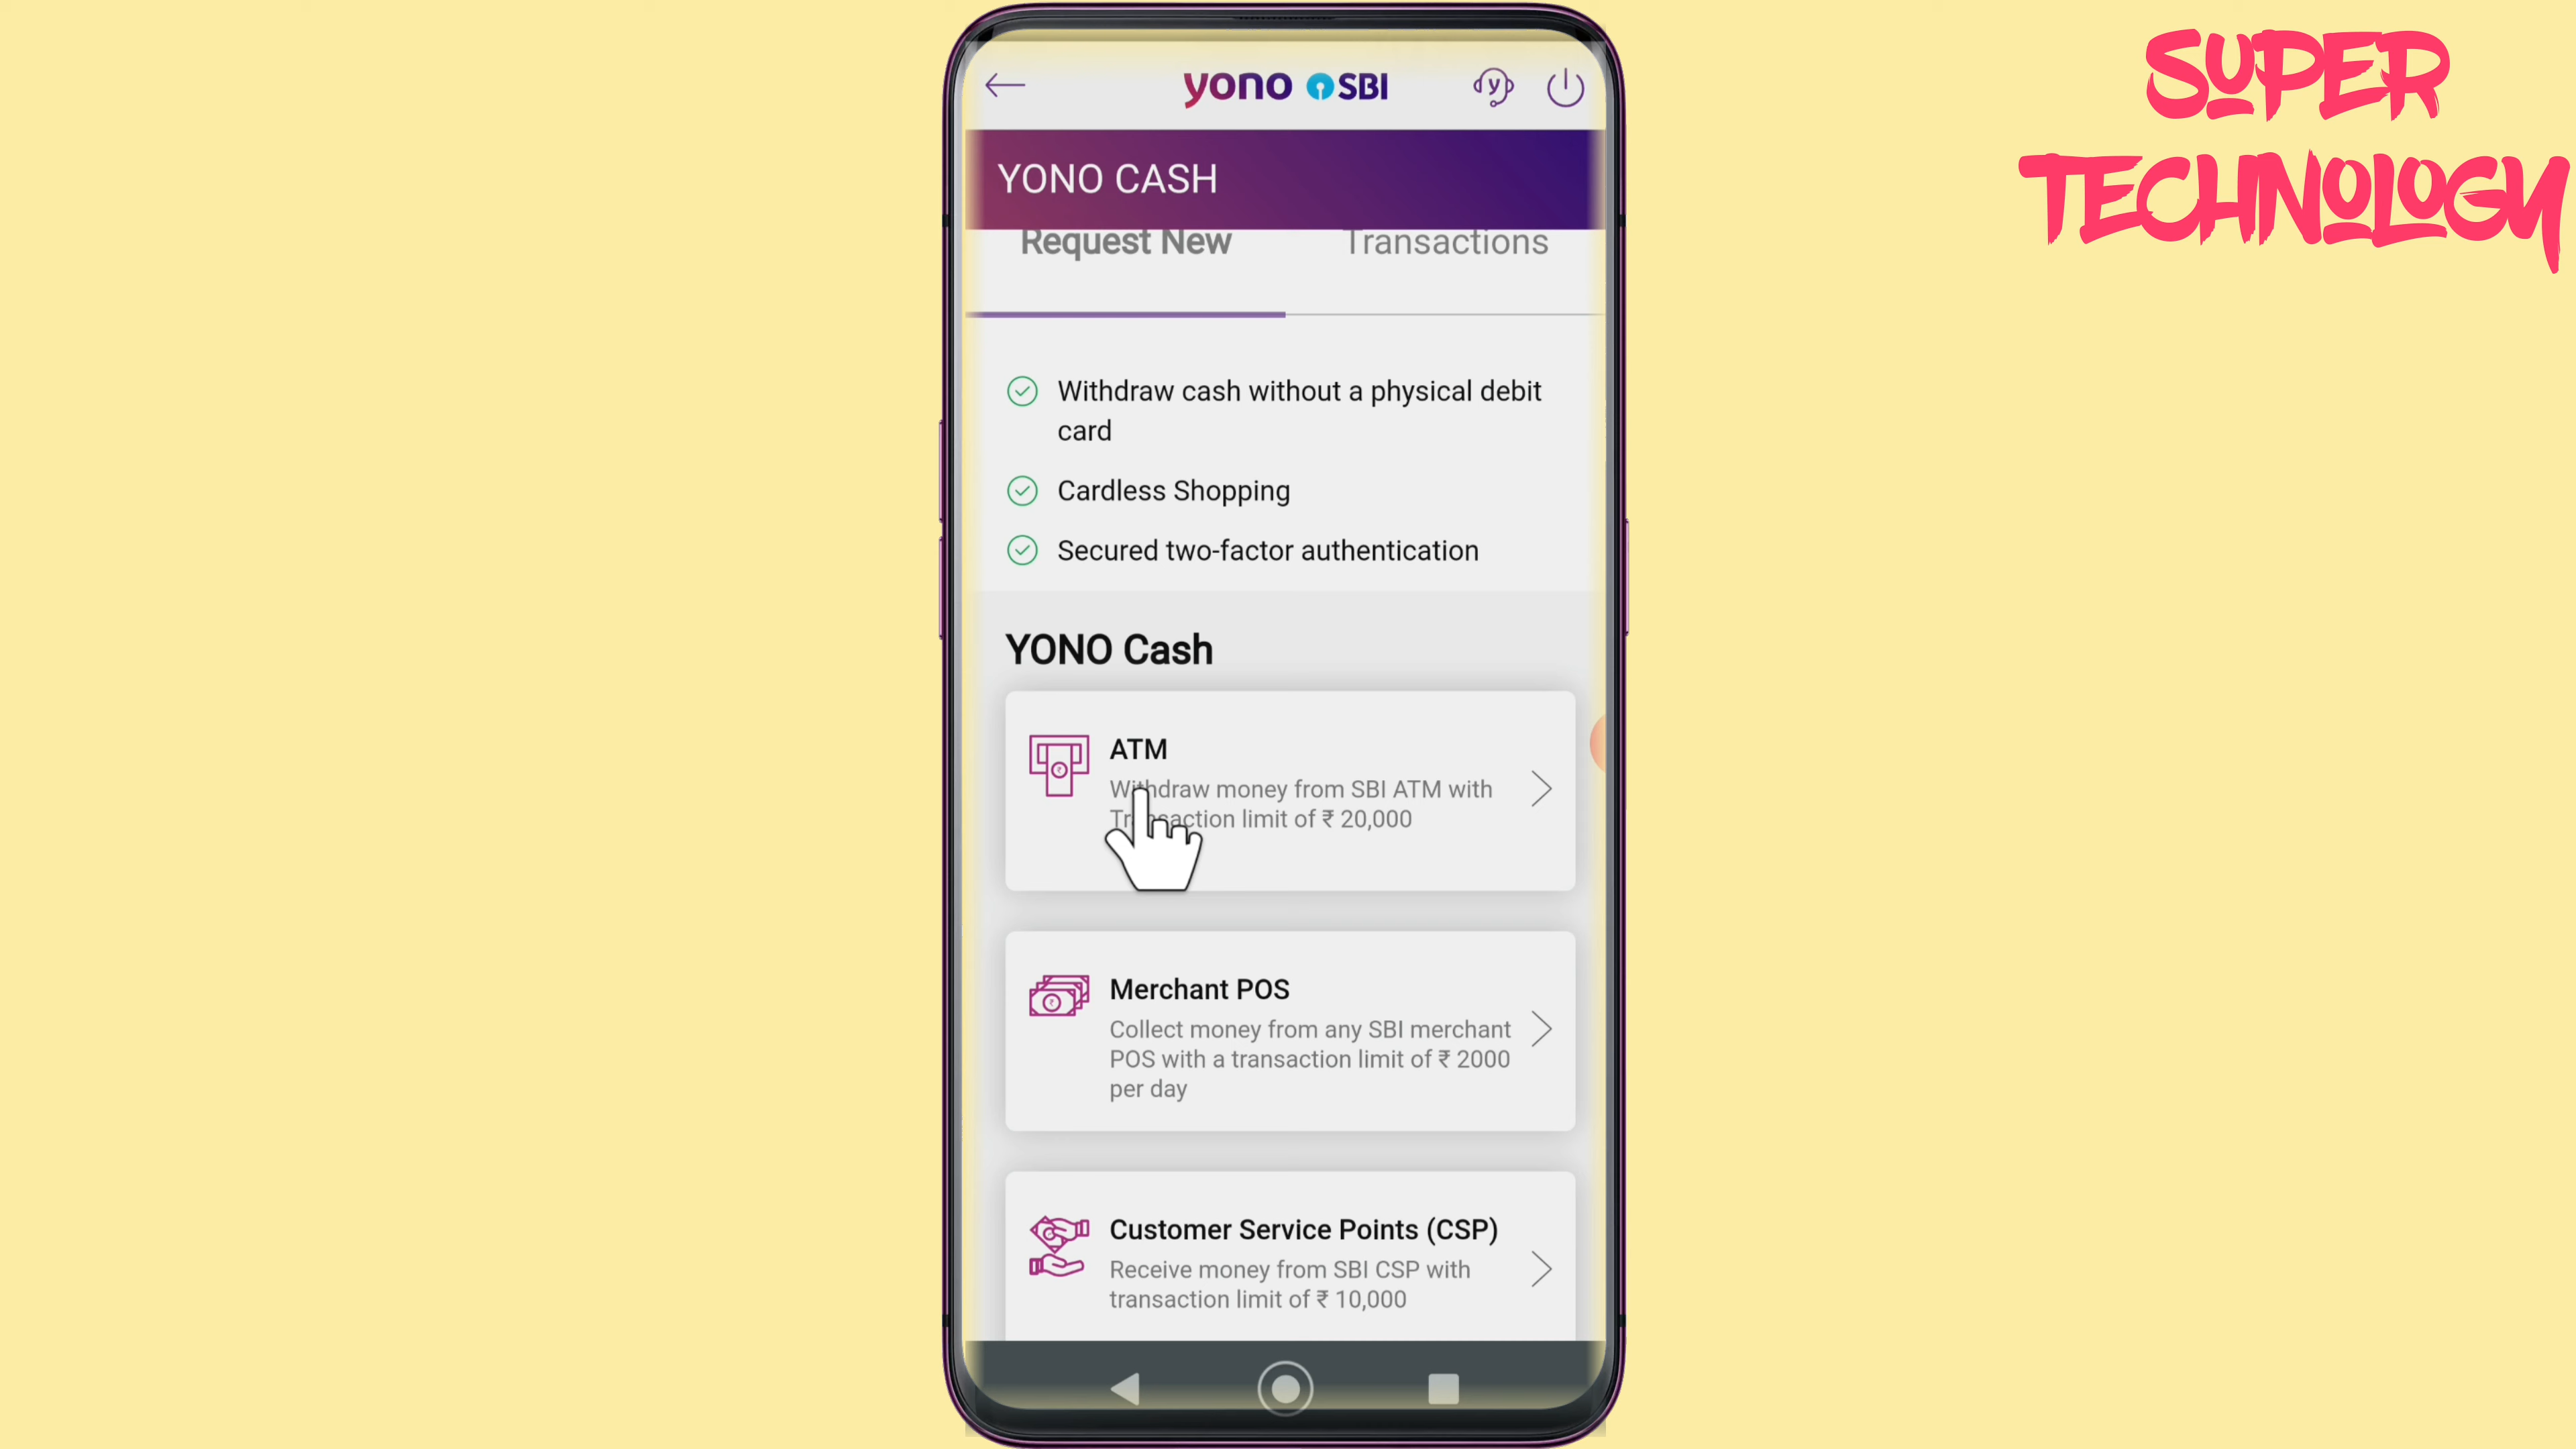 SUPER
TECHNOLOGY
yono SBI
YONO CASH
Request New Transactions
Withdraw cash without a physical debit
card
Cardless Shopping
Secured two-factor authentication
YONO Cash
ATM
Withdraw money from SBI ATM with
Transaction limit of ₹ 20,000
Merchant POS
Collect money from any SBI merchant
POS with a transaction limit of ₹ 2000
per day
Customer Service Points (CSP)
Receive money from SBI CSP with
transaction limit of ₹ 10,000